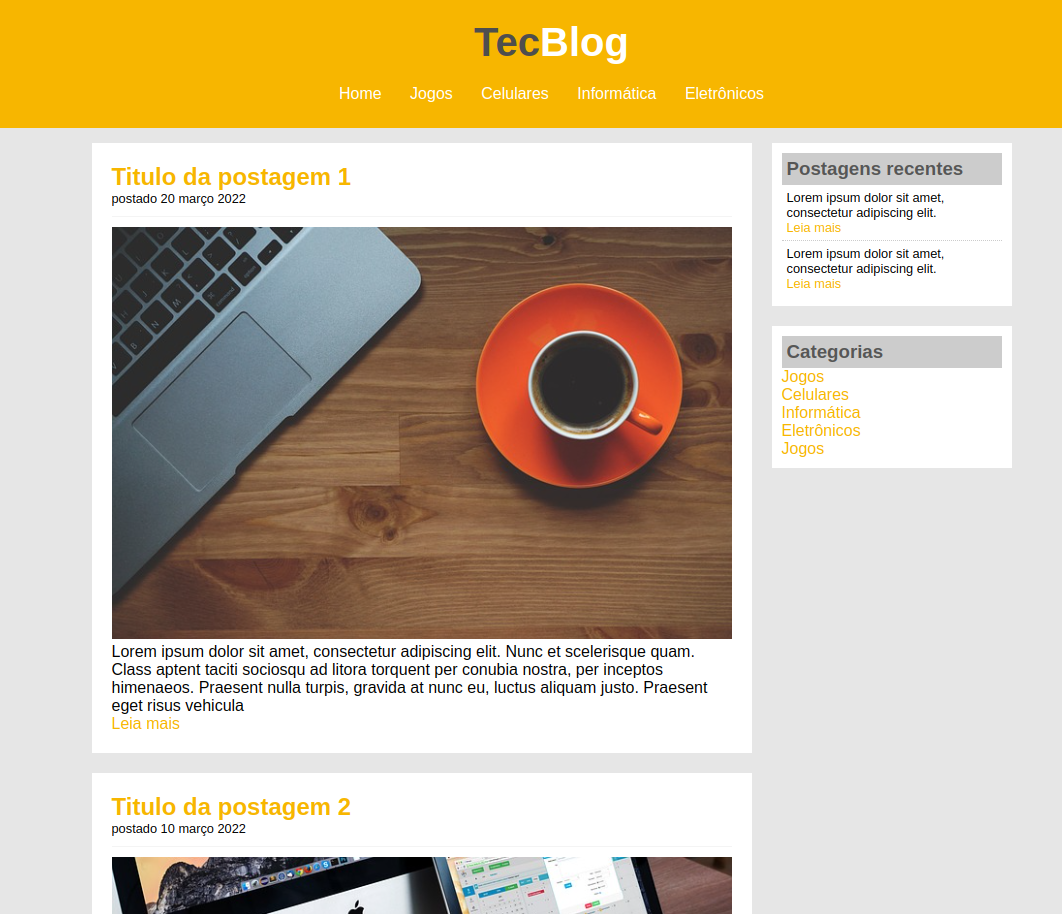 TecBlog
Home Jogos Celulares Informática Eletrônicos
Titulo da postagem 1
postado 20 março 2022
Lorem ipsum dolor sit amet, consectetur adipiscing elit. Nunc et scelerisque quam.
Class aptent taciti sociosqu ad litora torquent per conubia nostra, per inceptos
himenaeos. Praesent nulla turpis, gravida at nunc eu, luctus aliquam justo. Praesent
eget risus vehicula
Leia mais
Titulo da postagem 2
postado 10 março 2022
Postagens recentes
Lorem ipsum dolor sit amet,
consectetur adipiscing elit.
Leia mais
Lorem ipsum dolor sit amet,
consectetur adipiscing elit.
Leia mais
Categorias
Jogos
Celulares
Informática
Eletrônicos
Jogos